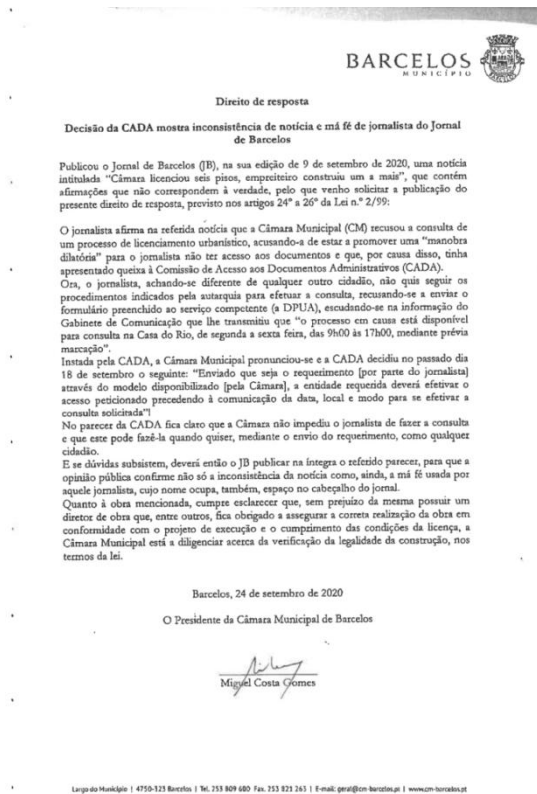 BARCELOS
MUNICÍPIO
Direito de resposta
Decisão da CADA mostra inconsistência de notícia e má fé de jornalista do Jornal
de Barcelos
Publicou o Jornal de Barcelos (JB), na sua edição de 9 de setembro de 2020, uma notícia
intitulada "Câmara licenciou seis pisos, empreiteiro construiu um a mais", que contém
afirmações que não correspondem à verdade, pelo que venho solicitar a publicação do
presente direito de resposta, previsto nos artigos 24º a 26º da Lei n.º 2/99:
O jornalista afirma na referida notícia que a Câmara Municipal (CM) recusou a consulta de
um processo de licenciamento urbanístico, acusando-a de estar a promover uma "manobra
dilatória" para o jornalista não ter acesso aos documentos e que, por causa disso, tinha
apresentado queixa à Comissão de Acesso aos Documentos Administrativos (CADA).
Ora, o jornalista, achando-se diferente de qualquer outro cidadão, não quis seguir os
procedimentos indicados pela autarquia para efetuar a consulta, recusando-se a enviar o
formulário preenchido ao serviço competente (a DPUA), escudando-se na informação do
Gabinete de Comunicação que lhe transmitiu que "o processo em causa está disponível
para consulta na Casa do Rio, de segunda a sexta feira, das 9h00 às 17h00, mediante prévia
marcação".
Instada pela CADA, a Câmara Municipal pronunciou-se e a CADA decidiu no passado dia
18 de setembro o seguinte: "Enviado que seja o requerimento [por parte do jornalista]
através do modelo disponibilizado [pela Câmara], a entidade requerida deverá efetivar o
acesso peticionado precedendo à comunicação da data, local e modo para se efetivar a
consulta solicitada"!
No parecer da CADA fica claro que a Câmara não impediu o jornalista de fazer a consulta
e que este pode fazê-la quando quiser, mediante o envio do requerimento, como qualquer
cidadão.
E se dúvidas subsistem, deverá então o JB publicar na íntegra o referido parecer, para que a
opinião pública confirme não só a inconsistência da notícia como, ainda, a má fé usada por
aquele jornalista, cujo nome ocupa, também, espaço no cabeçalho do jornal.
Quanto à obra mencionada, cumpre esclarecer que, sem prejuízo da mesma possuir um
diretor de obra que, entre outros, fica obrigado a assegurar a correta realização da obra em
conformidade com o projeto de execução e o cumprimento das condições da licença, a
Câmara Municipal está a diligenciar acerca da verificação da legalidade da construção, nos
termos da lei.
Barcelos, 24 de setembro de 2020
O Presidente da Câmara Municipal de Barcelos
Miguel Costa Gomes
Largo do Município | 4750-323 Barcelos | Tel. 253 809 600 Fax. 253 821 263 | E-mail: geral@cm-barcelos.pt | www.cm-barcelos.pt